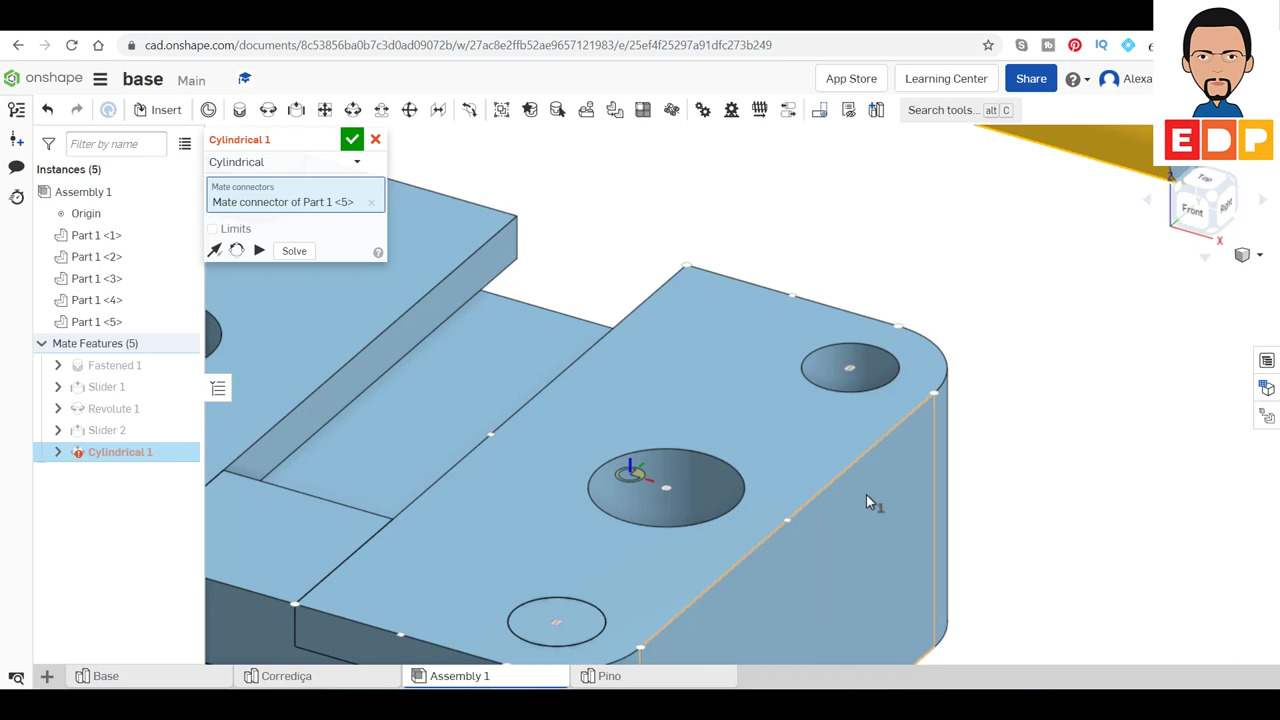 cad.onshape.com/documents/8c53856ba0b7c3d0ad09072b/w/27ac8e2ffb52ae9657121983/e/25ef4f25297a91dfc273b249
IQ
onshape
base
Main
App Store
Learning Center
Share
Alexa
EDP
Insert
Search tools...
alt C
Filter by name
Instances (5)
Assembly 1
Origin
Part 1 <1>
Part 1 <2>
Part 1 <3>
Part 1 <4>
Part 1 <5>
Mate Features (5)
Fastened 1
Slider 1
Revolute 1
Slider 2
Cylindrical 1
Cylindrical 1
Cylindrical
Mate connectors
Mate connector of Part 1 <5>
Limits
Solve
Z
Top
Front
Right
X
1
Base
Corrediça
Assembly 1
Pino